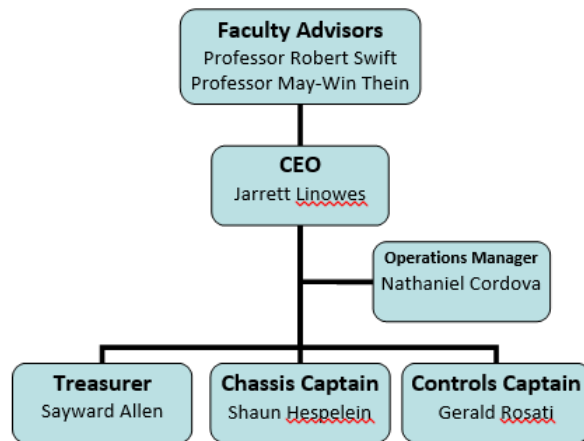 Faculty Advisors
Professor Robert Swift
Professor May-Win Thein
CEO
Jarrett Linowes
Operations Manager
Nathaniel Cordova
Treasurer
Sayward Allen
Chassis Captain
Shaun Hespelein
Controls Captain
Gerald Rosati